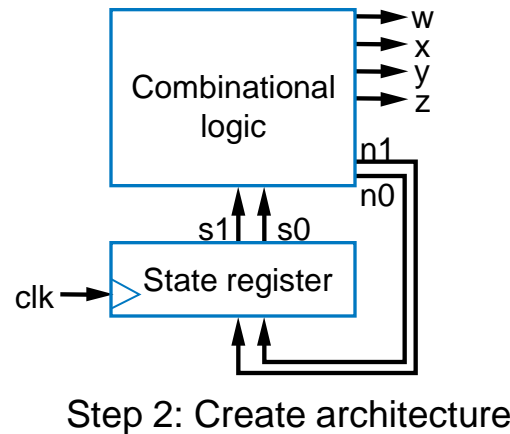 w
x
Combinational
y
logic
z
n1
n0
s1 s0
State register
clk
Step 2: Create architecture